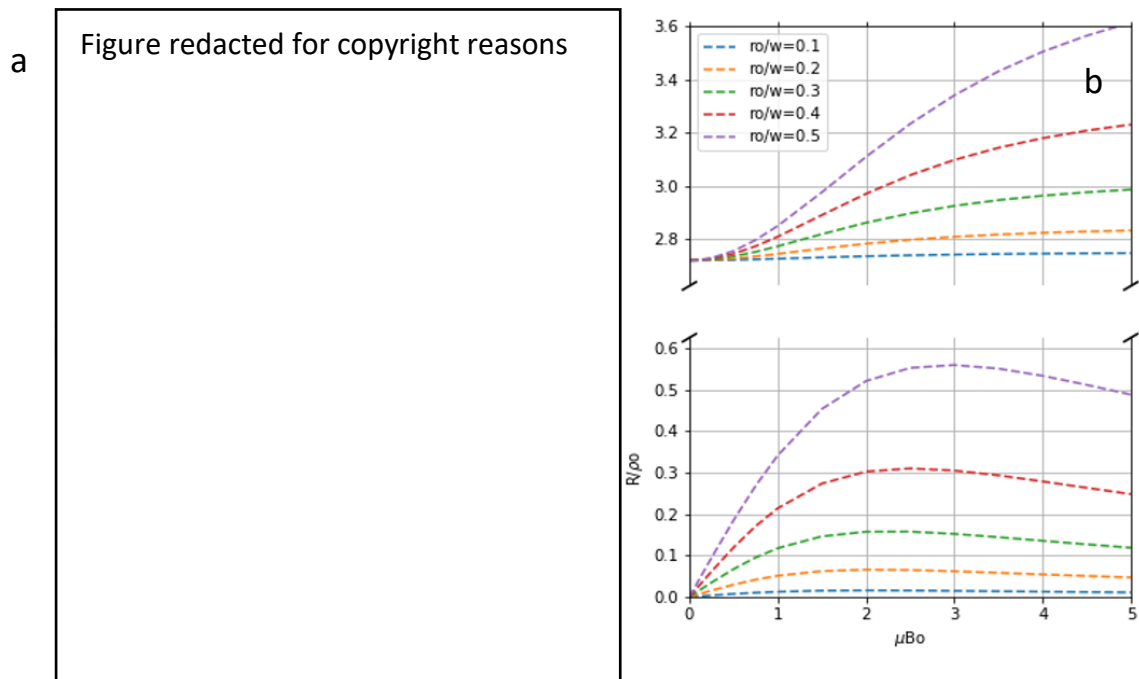 a
Figure redacted for copyright reasons
b
3.6
3.4
3.2
3.0
2.8
ro/w=0.1
ro/w=0.2
ro/w=0.3
ro/w=0.4
ro/w=0.5
0.6
0.5
0.4
0.3
0.2
0.1
0.0
R/ρo
0 1 2 3 4 5
μBo